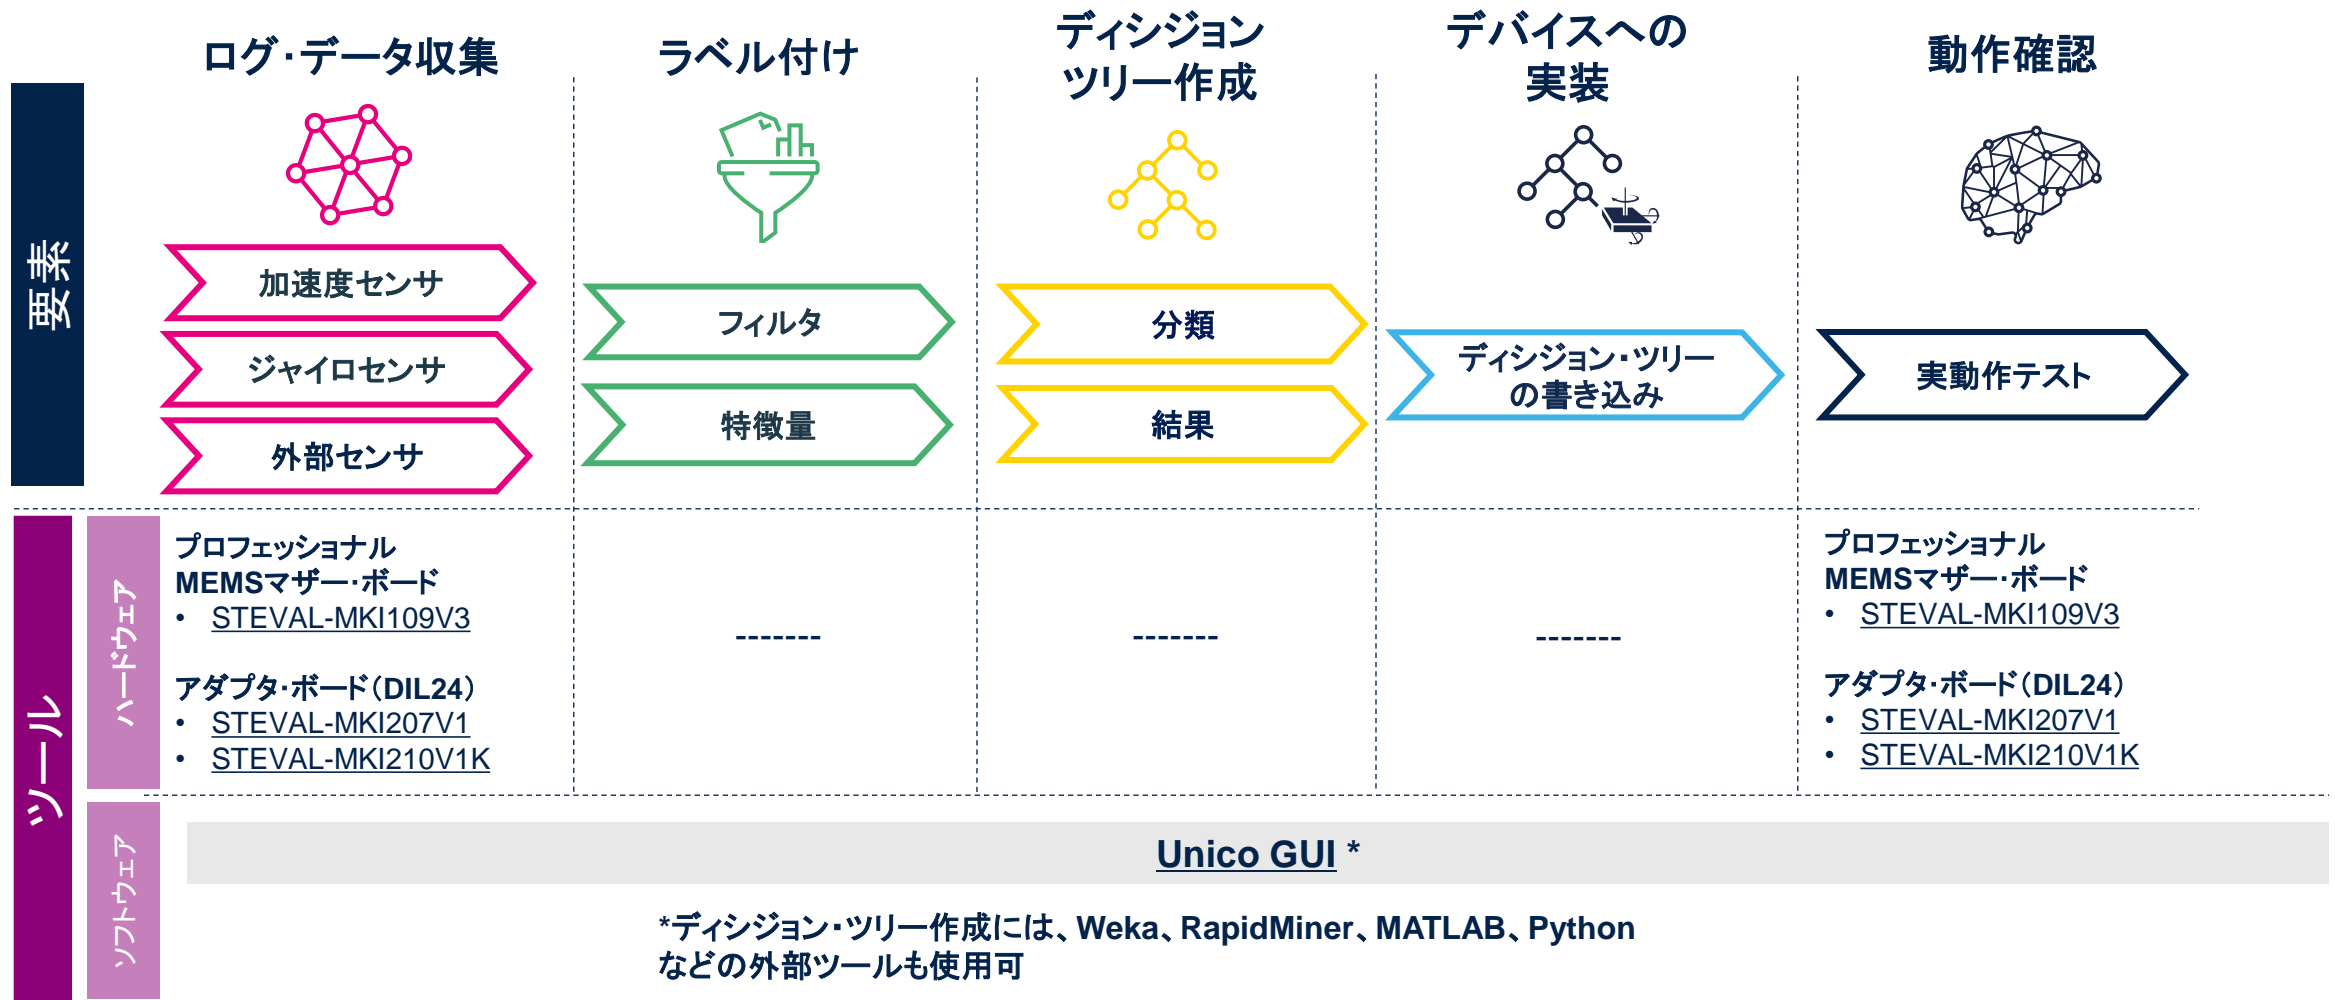 ログ・データ収集
ラベル付け
ディシジョン
ツリー作成
デバイスへの
実装
動作確認
要素
加速度センサ
ジャイロセンサ
外部センサ
フィルタ
特徴量
分類
結果
ディシジョン・ツリー
の書き込み
実動作テスト
ツール
ハードウェア
プロフェッショナル
MEMSマザー・ボード
• STEVAL-MKI109V3
アダプタ・ボード（DIL24）
• STEVAL-MKI207V1
• STEVAL-MKI210V1K
-------
-------
-------
プロフェッショナル
MEMSマザー・ボード
• STEVAL-MKI109V3
アダプタ・ボード（DIL24）
• STEVAL-MKI207V1
• STEVAL-MKI210V1K
ソフトウェア
Unico GUI *
*ディシジョン・ツリー作成には、Weka、RapidMiner、MATLAB、Python
などの外部ツールも使用可